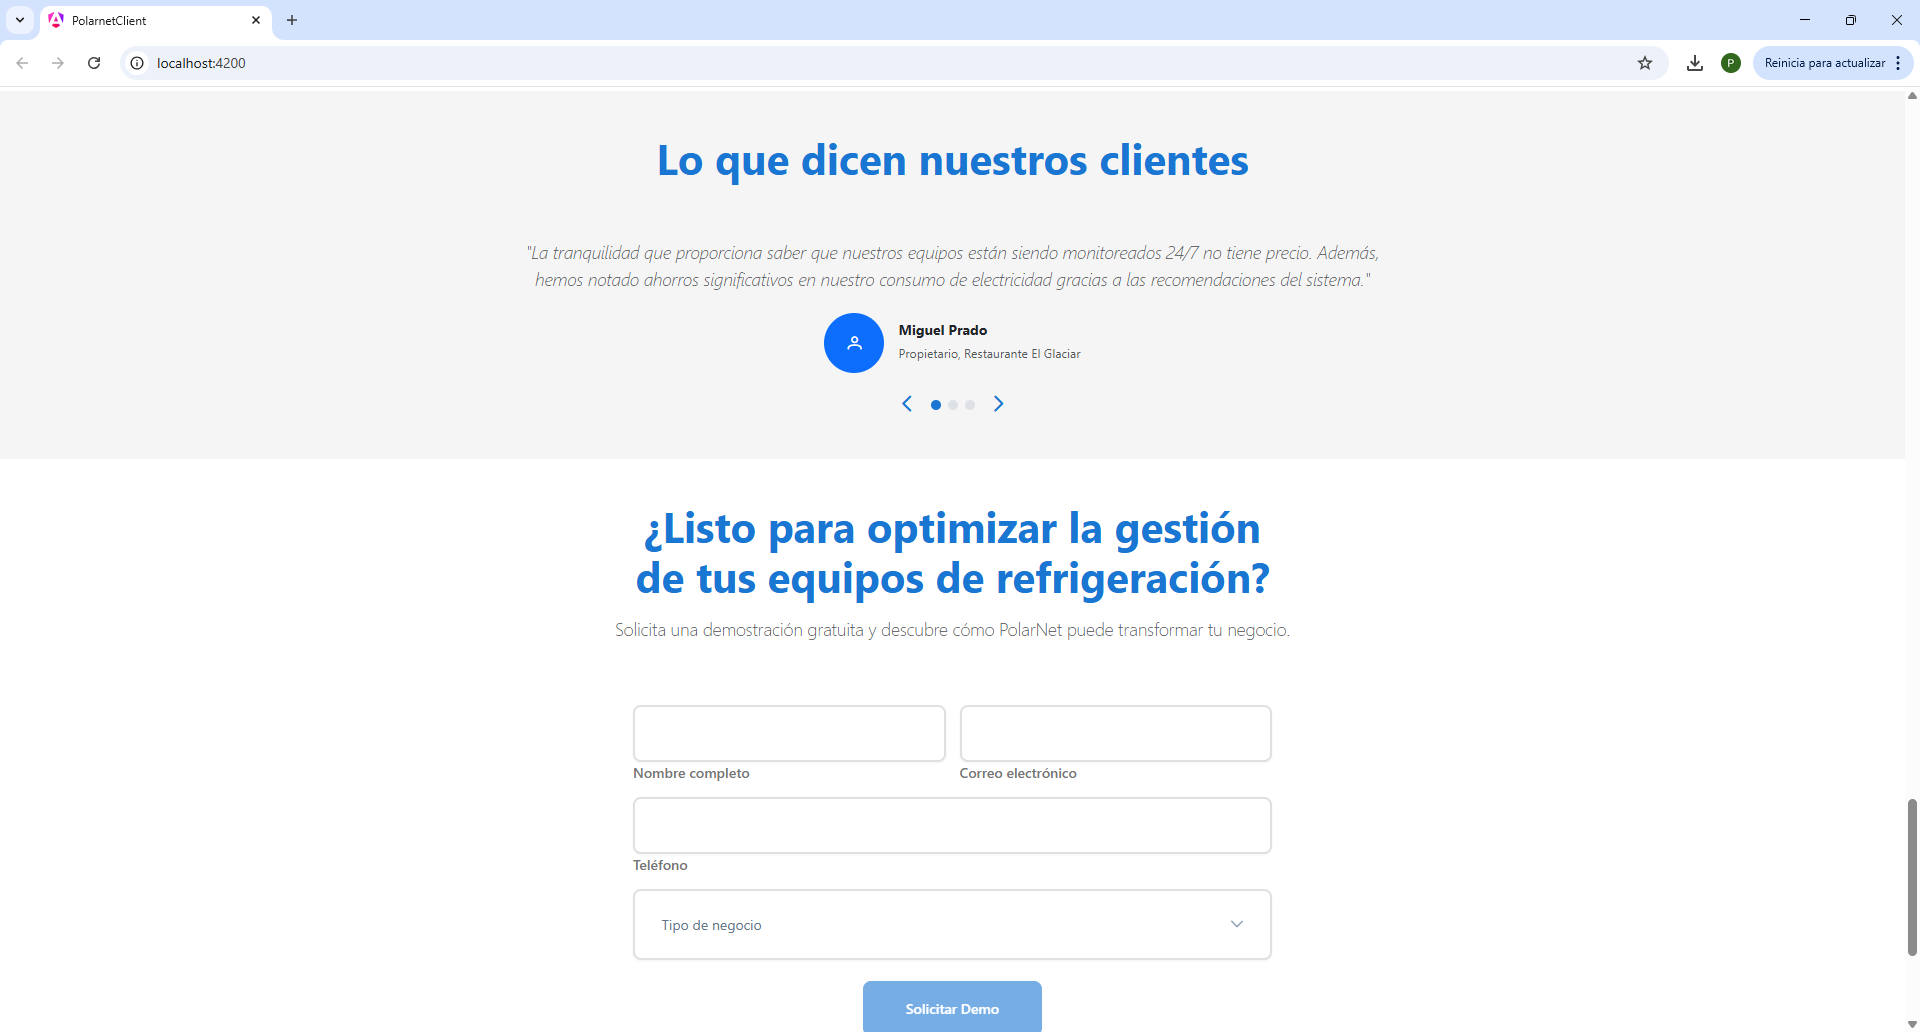 PolarnetClient
localhost:4200
P
Reinicia para actualizar
Lo que dicen nuestros clientes
"La tranquilidad que proporciona saber que nuestros equipos están siendo monitoreados 24/7 no tiene precio. Además,
hemos notado ahorros significativos en nuestro consumo de electricidad gracias a las recomendaciones del sistema."
Miguel Prado
Propietario, Restaurante El Glaciar
¿Listo para optimizar la gestión
de tus equipos de refrigeración?
Solicita una demostración gratuita y descubre cómo PolarNet puede transformar tu negocio.
Nombre completo
Correo electrónico
Teléfono
Tipo de negocio
Solicitar Demo